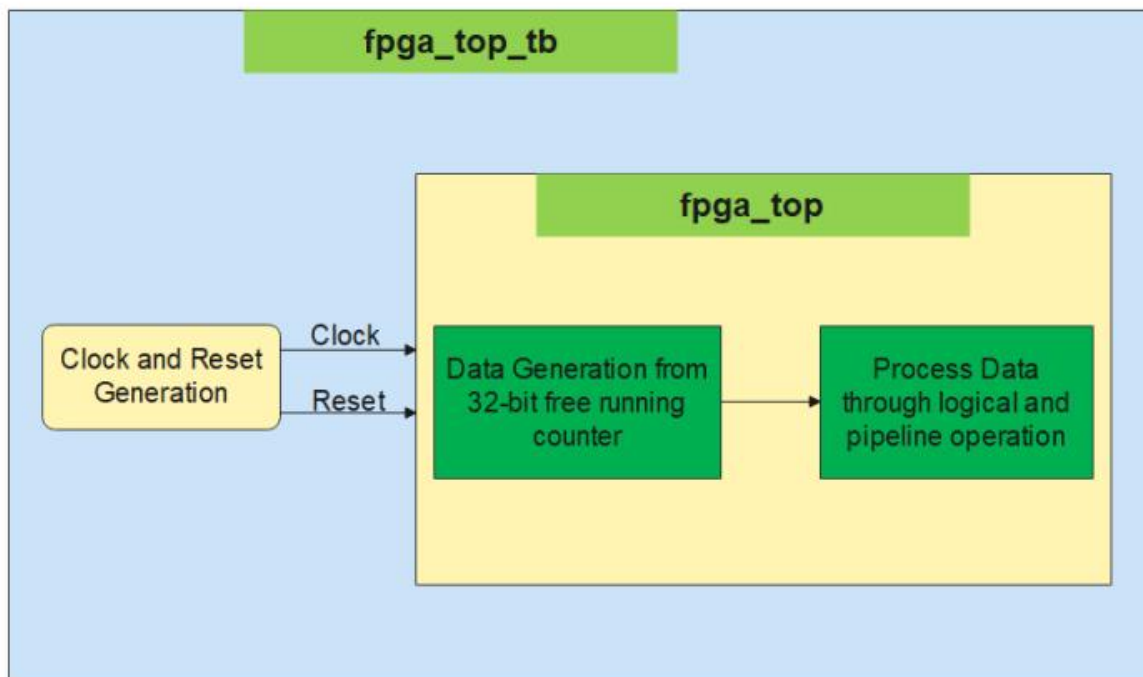 fpga_top_tb
fpga_top
Clock and Reset
Generation
Clock
Reset
Data Generation from
32-bit free running
counter
Process Data
through logical and
pipeline operation